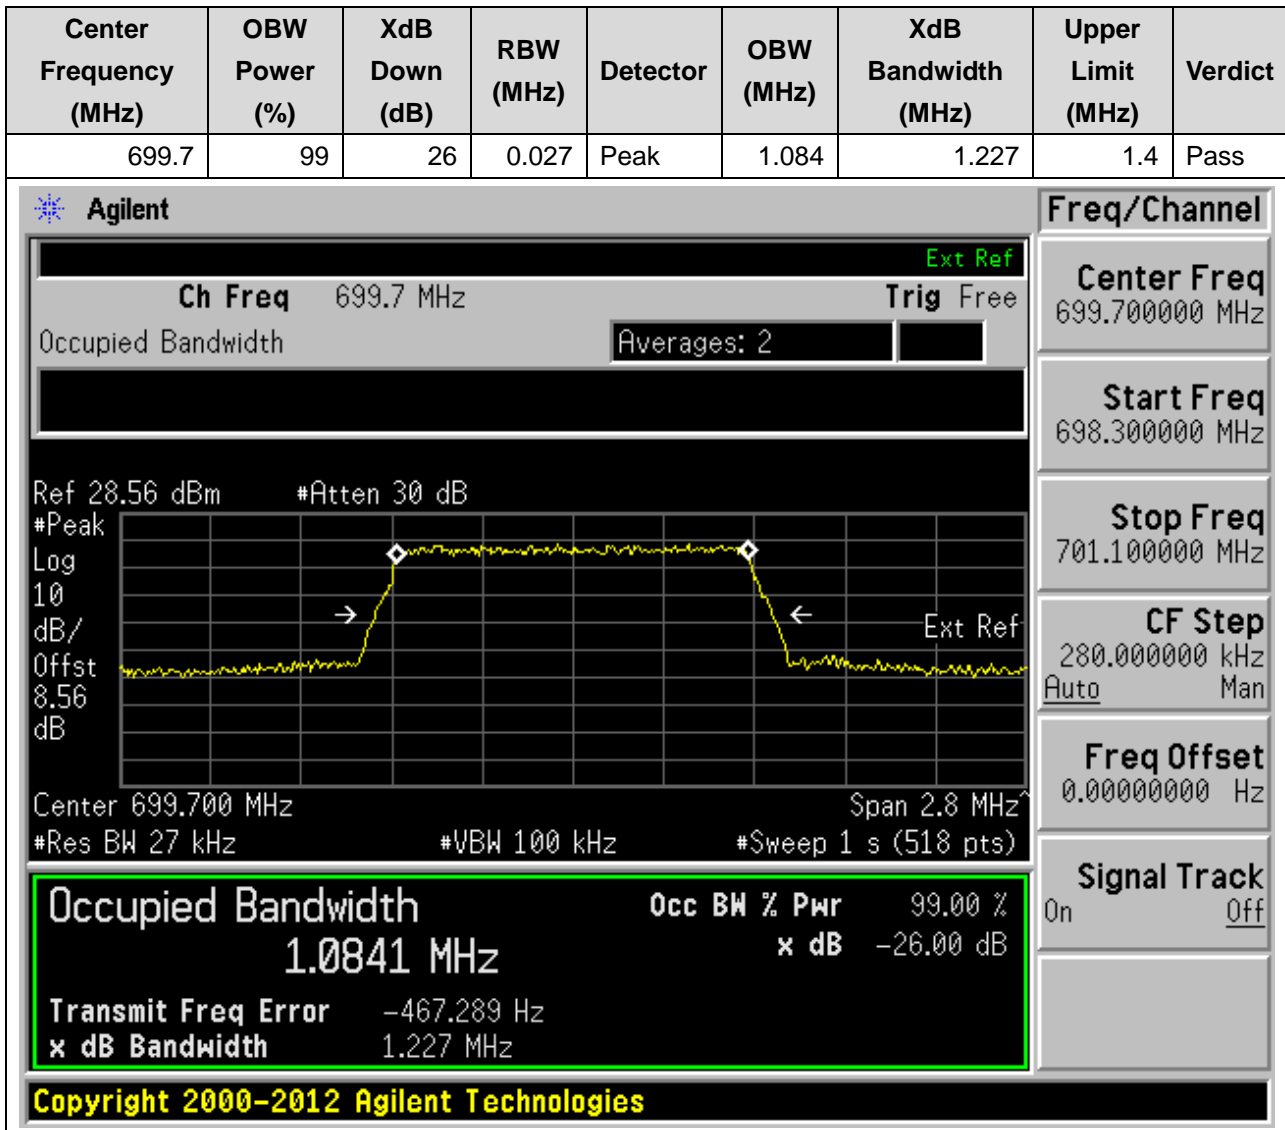 Center Frequency (MHz) OBW Power (%) XdB Down (dB) RBW (MHz) Detector OBW (MHz) XdB Bandwidth (MHz) Upper Limit (MHz) Verdict
699.7 99 26 0.027 Peak 1.084 1.227 1.4 Pass
Agilent
Freq/Channel
Ext Ref
Ch Freq 699.7 MHz Trig Free
Occupied Bandwidth Averages: 2
Ref 28.56 dBm #Atten 30 dB
#Peak
Log
10
dB/
Offst
8.56
dB
Ext Ref
Center 699.700 MHz Span 2.8 MHz^
#Res BW 27 kHz #VBW 100 kHz #Sweep 1 s (518 pts)
Occupied Bandwidth
1.0841 MHz
Occ BW % Pwr 99.00 %
x dB -26.00 dB
Transmit Freq Error -467.289 Hz
x dB Bandwidth 1.227 MHz
Center Freq
699.700000 MHz
Start Freq
698.300000 MHz
Stop Freq
701.100000 MHz
CF Step
280.000000 kHz
Auto Man
Freq Offset
0.00000000 Hz
Signal Track
On Off
Copyright 2000-2012 Agilent Technologies